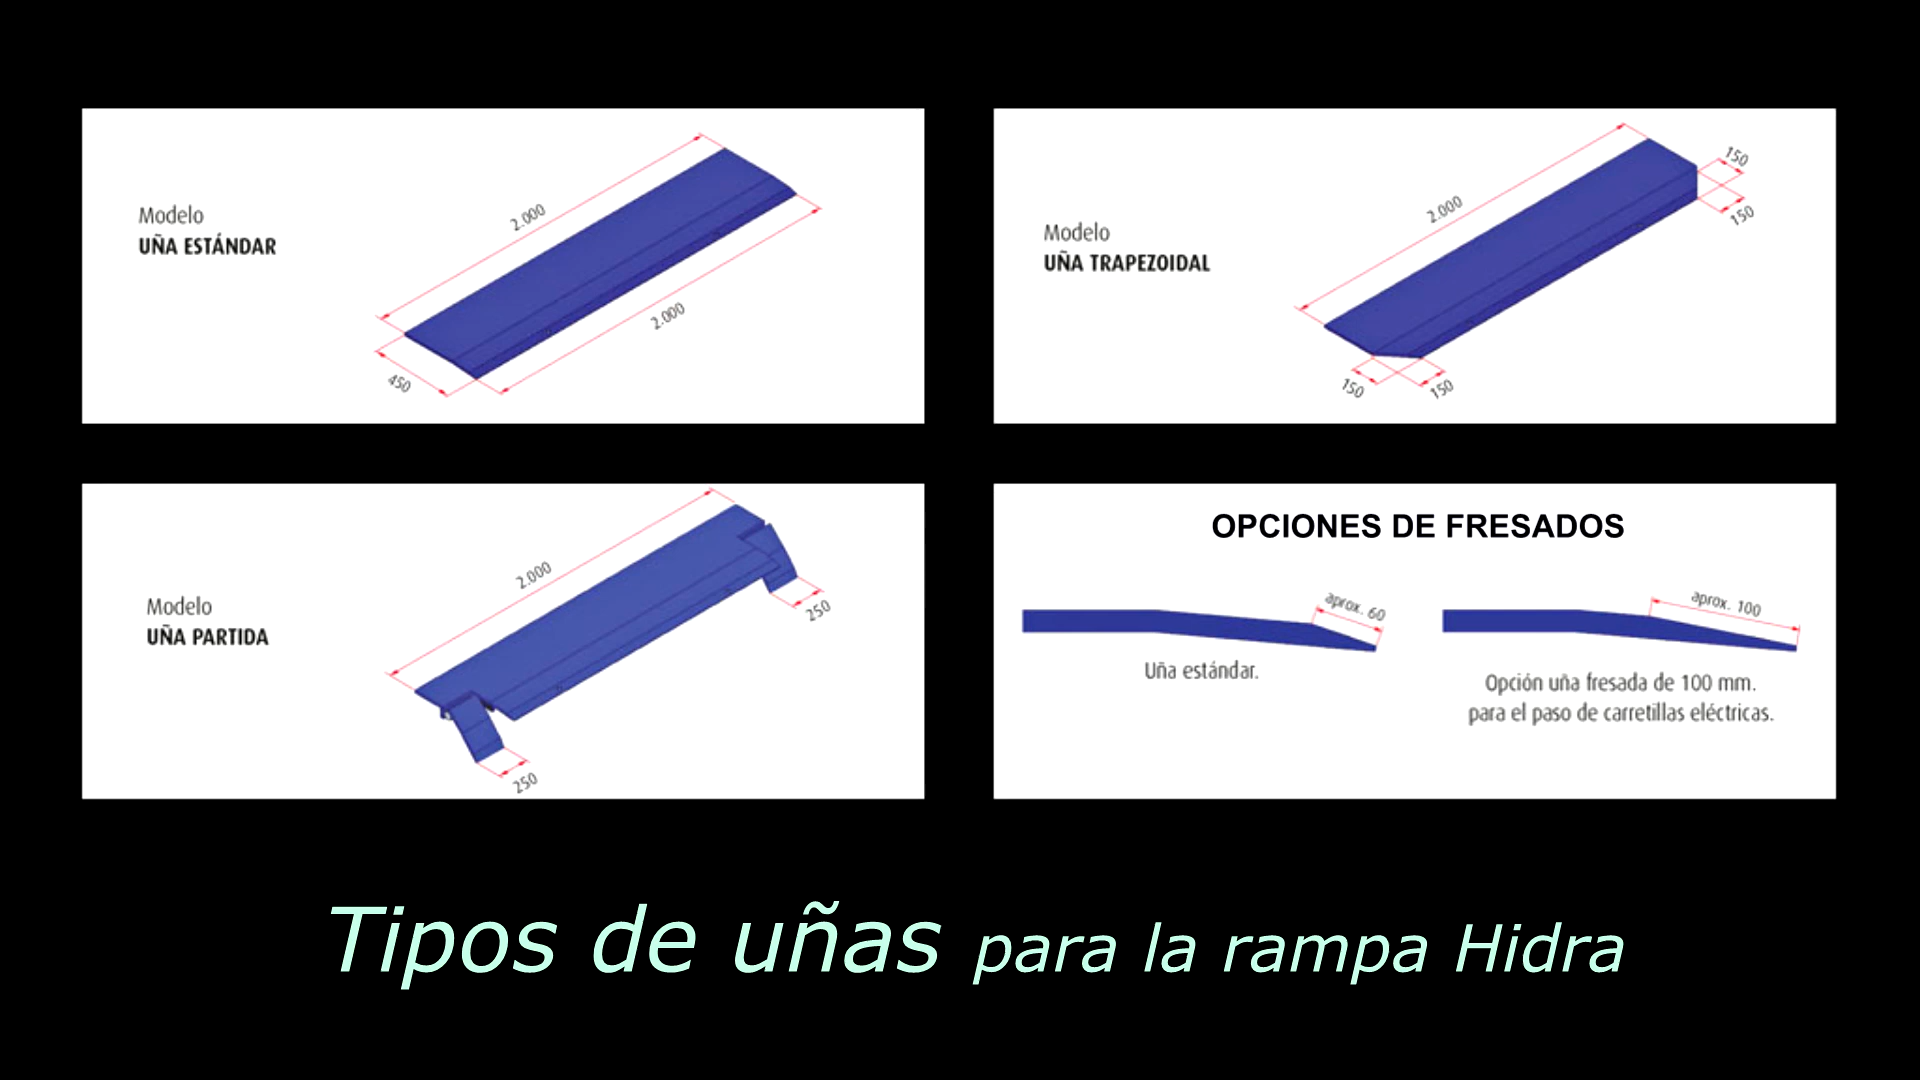 Modelo
UÑA ESTÁNDAR
2.000
2.000
450
Modelo
UÑA TRAPEZOIDAL
2.000
150
150
150
150
Modelo
UÑA PARTIDA
2.000
250
250
OPCIONES DE FRESADOS
aprox. 60
Uña estándar.
aprox. 100
Opción uña fresada de 100 mm.
para el paso de carretillas eléctricas.
Tipos de uñas para la rampa Hidra